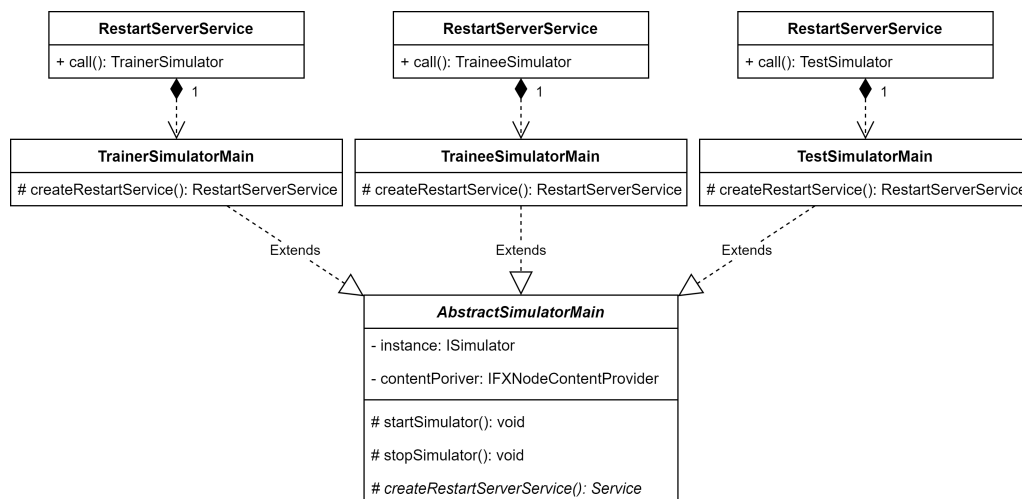 RestartServerService
+ call(): TrainerSimulator
1
RestartServerService
+ call(): TraineeSimulator
1
RestartServerService
+ call(): TestSimulator
1
TrainerSimulatorMain
# createRestartService(): RestartServerService
TraineeSimulatorMain
# createRestartService(): RestartServerService
TestSimulatorMain
# createRestartService(): RestartServerService
Extends
Extends
Extends
AbstractSimulatorMain
- instance: ISimulator
- contentPoriver: IFXNodeContentProvider
# startSimulator(): void
# stopSimulator(): void
# createRestartServerService(): Service